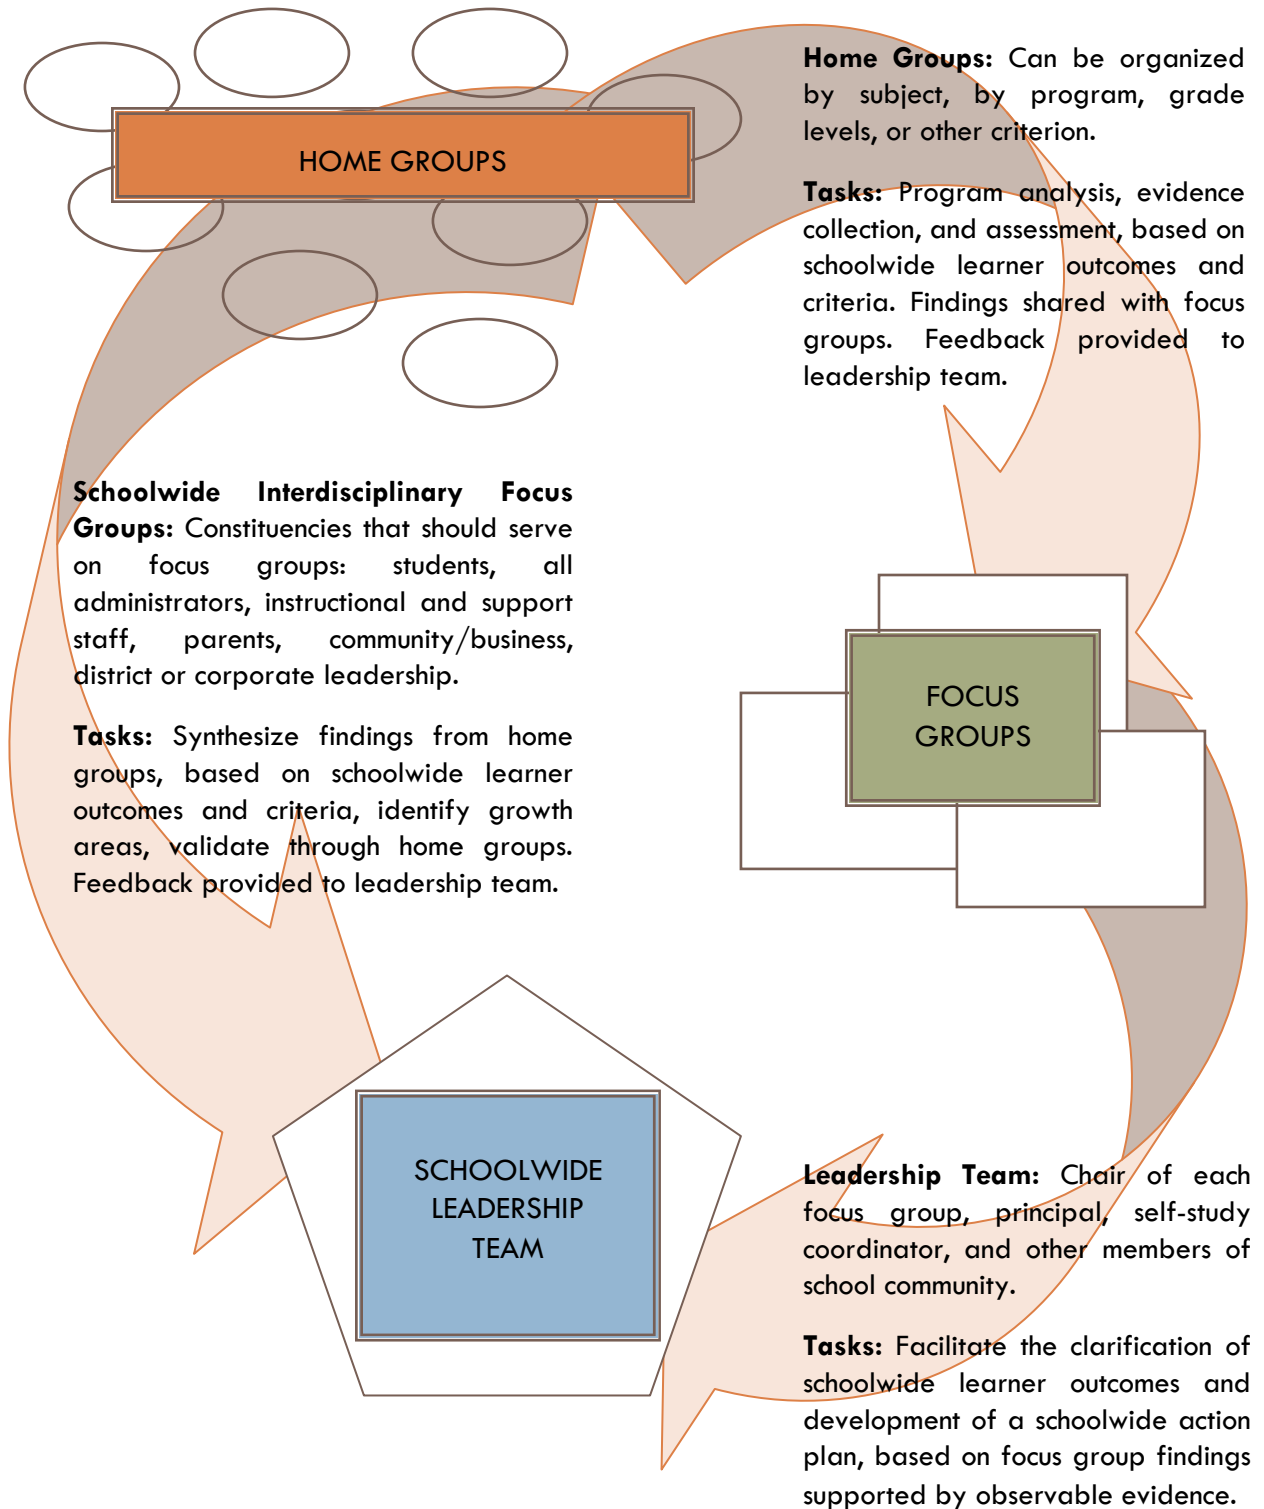 HOME GROUPS
Home Groups: Can be organized
by subject, by program, grade
levels, or other criterion.
Tasks: Program analysis, evidence
collection, and assessment, based on
schoolwide learner outcomes and
criteria. Findings shared with focus
groups. Feedback provided to
leadership team.
Schoolwide Interdisciplinary Focus
Groups: Constituencies that should serve
on focus groups: students, all
administrators, instructional and support
staff, parents, community/business,
district or corporate leadership.
Tasks: Synthesize findings from home
groups, based on schoolwide learner
outcomes and criteria, identify growth
areas, validate through home groups.
Feedback provided to leadership team.
FOCUS
GROUPS
SCHOOLWIDE
LEADERSHIP
TEAM
Leadership Team: Chair of each
focus group, principal, self-study
coordinator, and other members of
school community.
Tasks: Facilitate the clarification of
schoolwide learner outcomes and
development of a schoolwide action
plan, based on focus group findings
supported by observable evidence.